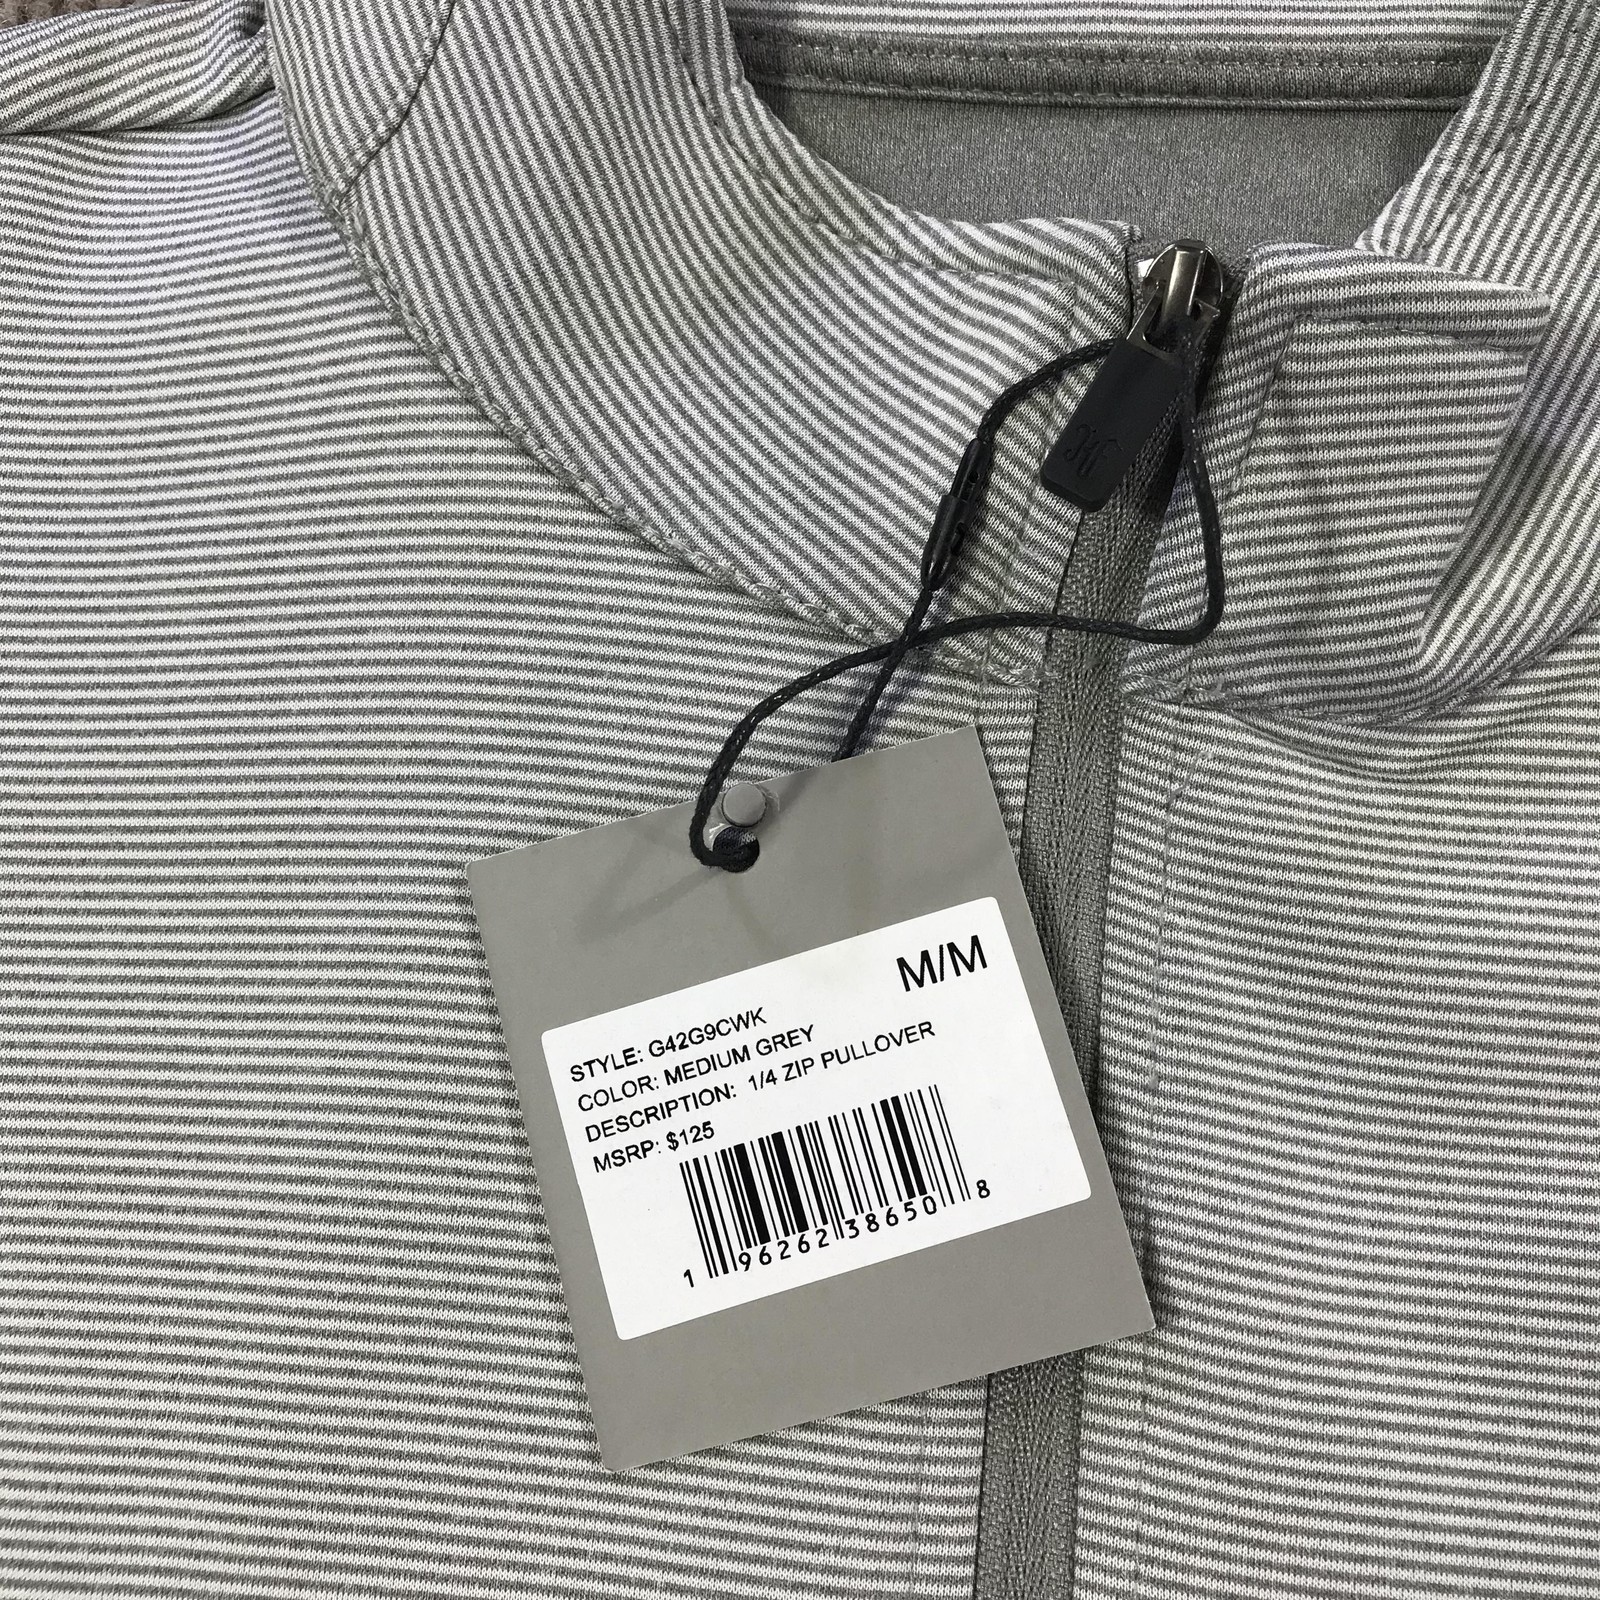 M/M
STYLE: G42G9CWK
COLOR: MEDIUM GREY
DESCRIPTION: 1/4 ZIP PULLOVER
MSRP: $125
1 96262 38650 8